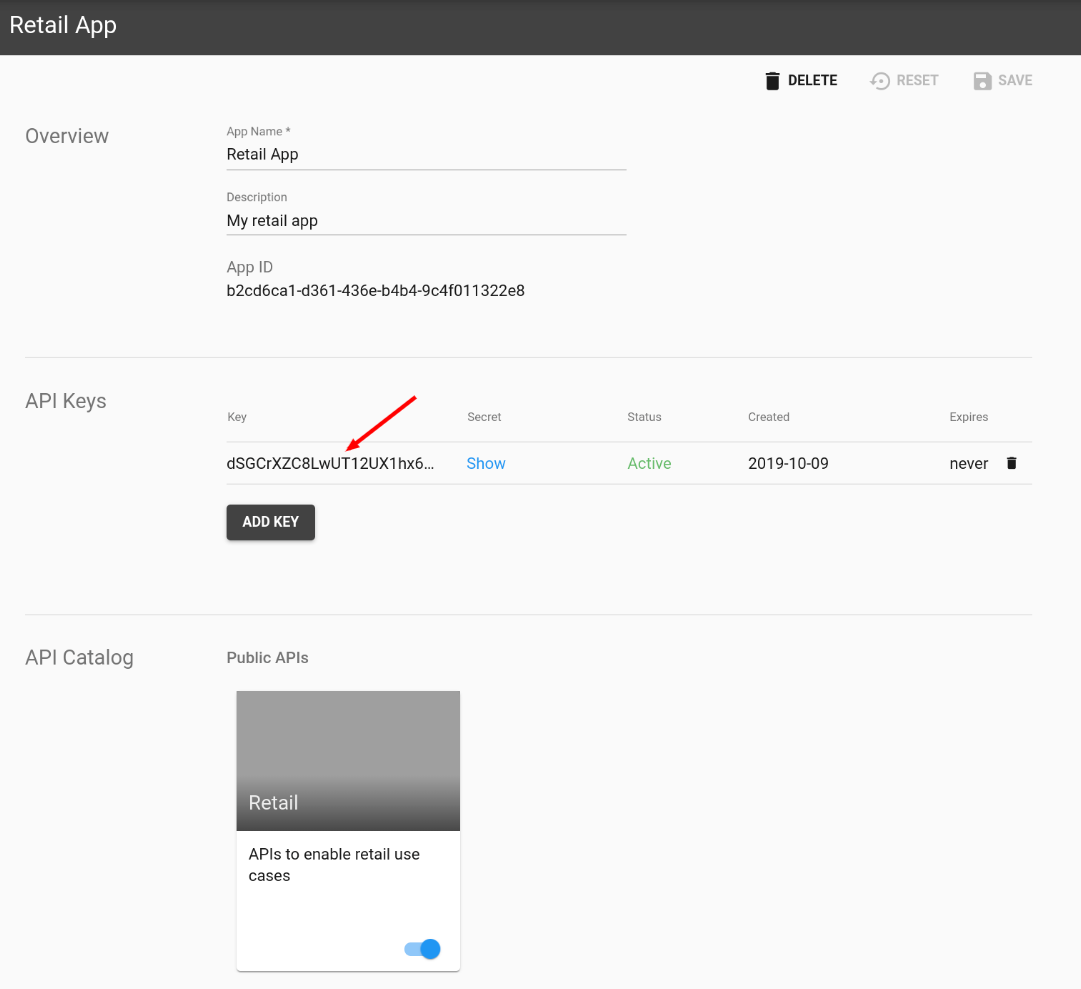 Retail App
DELETE
RESET
SAVE
Overview
App Name *
Retail App
Description
My retail app
App ID
b2cd6ca1-d361-436e-b4b4-9c4f011322e8
API Keys
Key Secret Status Created Expires
dSGCrXZC8LwUT12UX1hx6... Show Active 2019-10-09 never
ADD KEY
API Catalog
Public APIs
Retail
APIs to enable retail use
cases